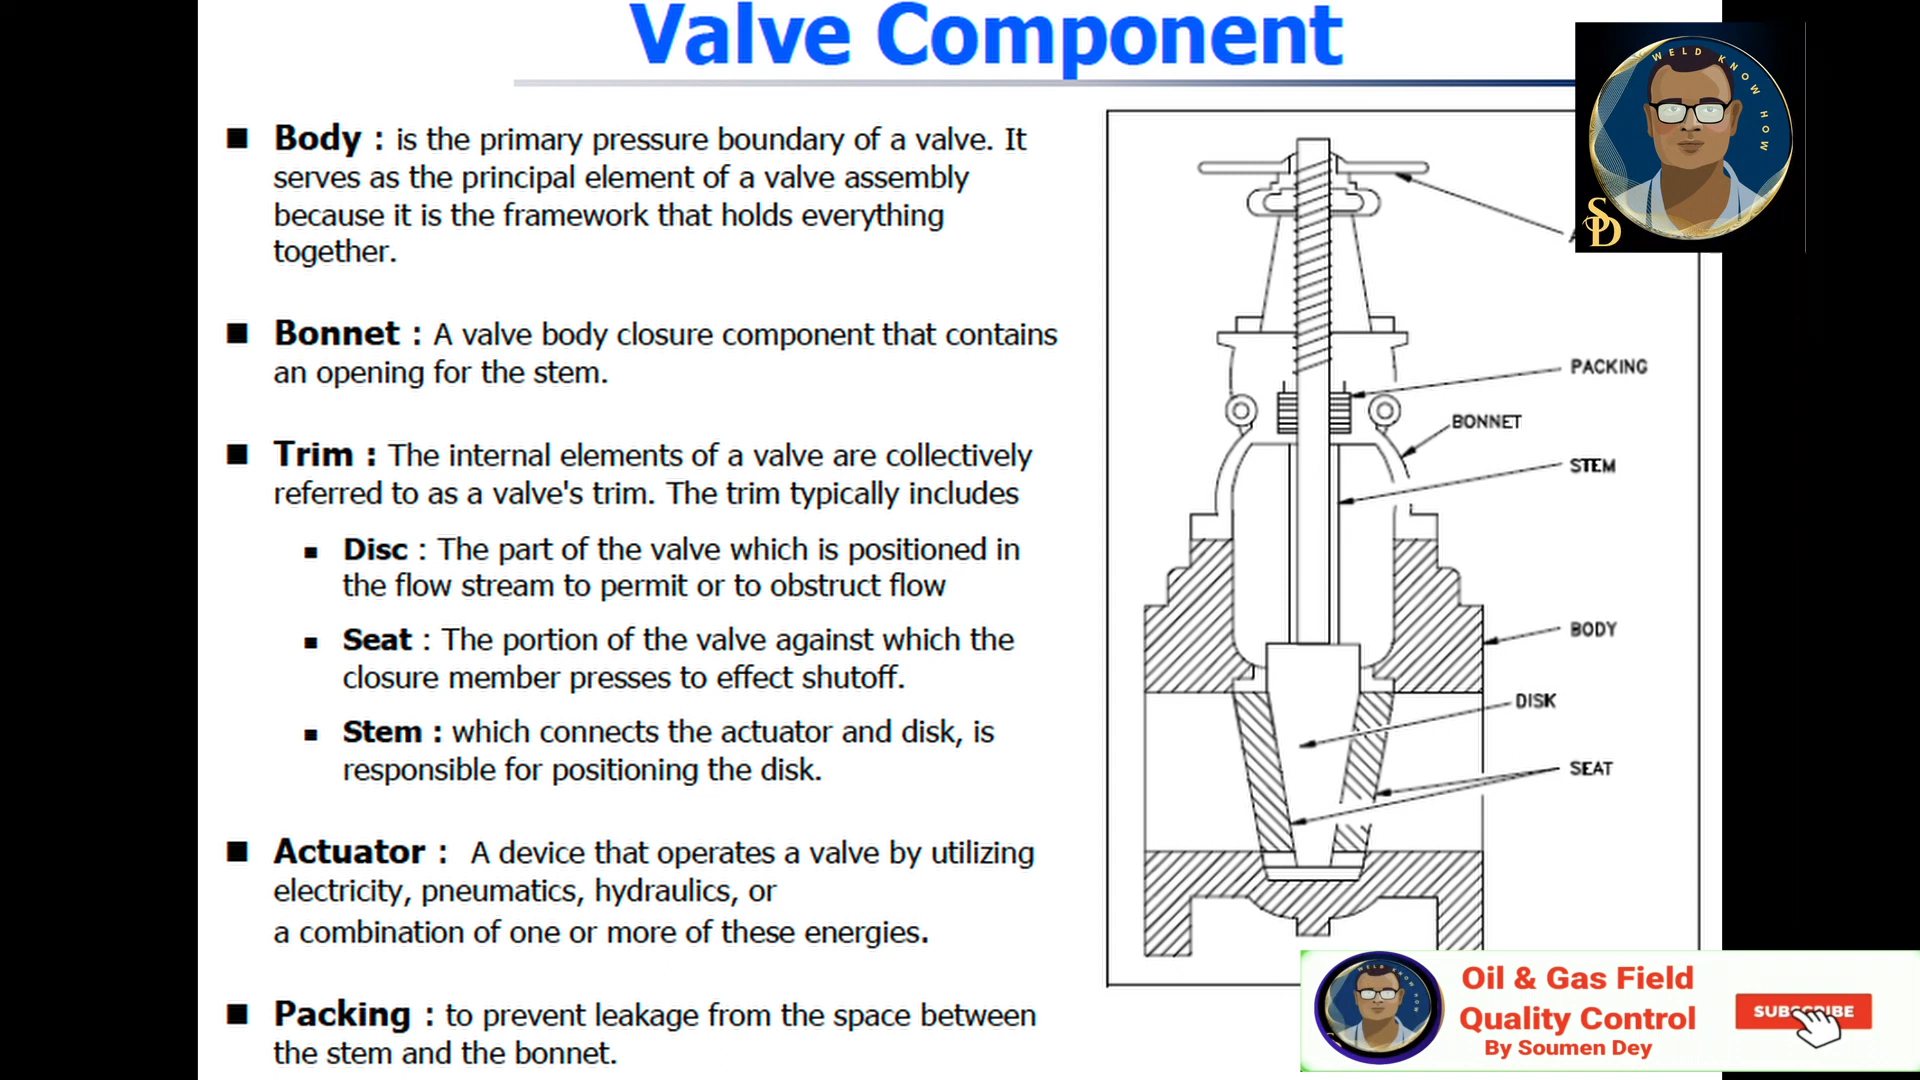 Valve Component
WELD KNOW HOW
SD
■ Body : is the primary pressure boundary of a valve. It
serves as the principal element of a valve assembly
because it is the framework that holds everything
together.
■ Bonnet : A valve body closure component that contains
an opening for the stem.
■ Trim : The internal elements of a valve are collectively
referred to as a valve's trim. The trim typically includes
▪ Disc : The part of the valve which is positioned in
the flow stream to permit or to obstruct flow
▪ Seat : The portion of the valve against which the
closure member presses to effect shutoff.
▪ Stem : which connects the actuator and disk, is
responsible for positioning the disk.
■ Actuator : A device that operates a valve by utilizing
electricity, pneumatics, hydraulics, or
a combination of one or more of these energies.
■ Packing : to prevent leakage from the space between
the stem and the bonnet.
PACKING
BONNET
STEM
BODY
DISK
SEAT
Oil & Gas Field
Quality Control
By Soumen Dey